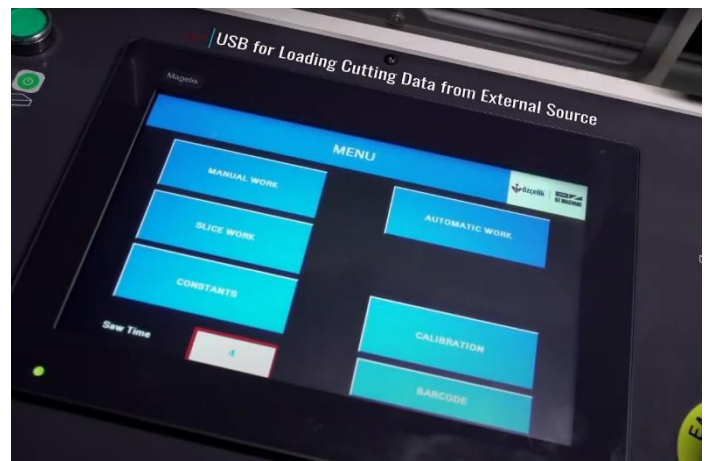 USB for Loading Cutting Data from External Source
Magelis
MENU
özçelik
MANUAL WORK
AUTOMATIC WORK
SLICE WORK
CONSTANTS
CALIBRATION
Saw Time
4
BARCODE